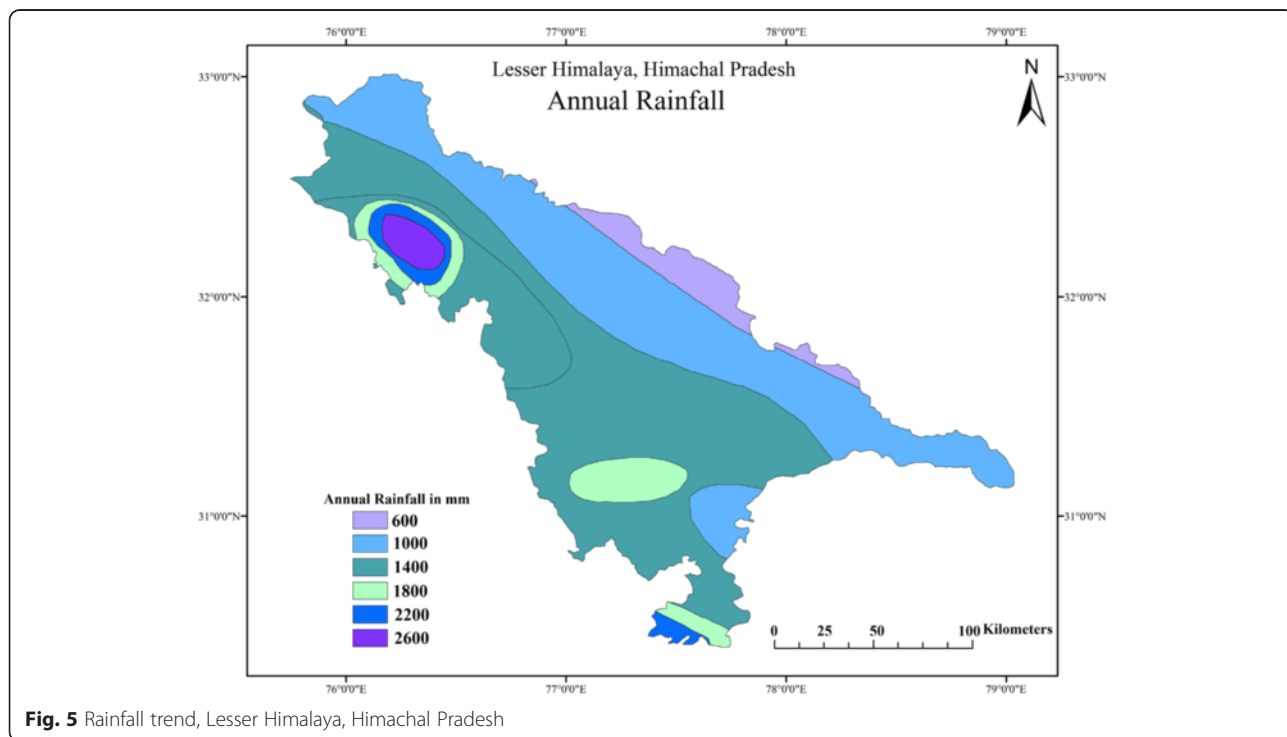 76°0'0"E 77°0'0"E 78°0'0"E 79°0'0"E
Lesser Himalaya, Himachal Pradesh
Annual Rainfall
N
33°0'0"N 33°0'0"N
32°0'0"N 32°0'0"N
31°0'0"N 31°0'0"N
Annual Rainfall in mm
600
1000
1400
1800
2200
2600
0 25 50 100 Kilometers
76°0'0"E 77°0'0"E 78°0'0"E 79°0'0"E
Fig. 5 Rainfall trend, Lesser Himalaya, Himachal Pradesh